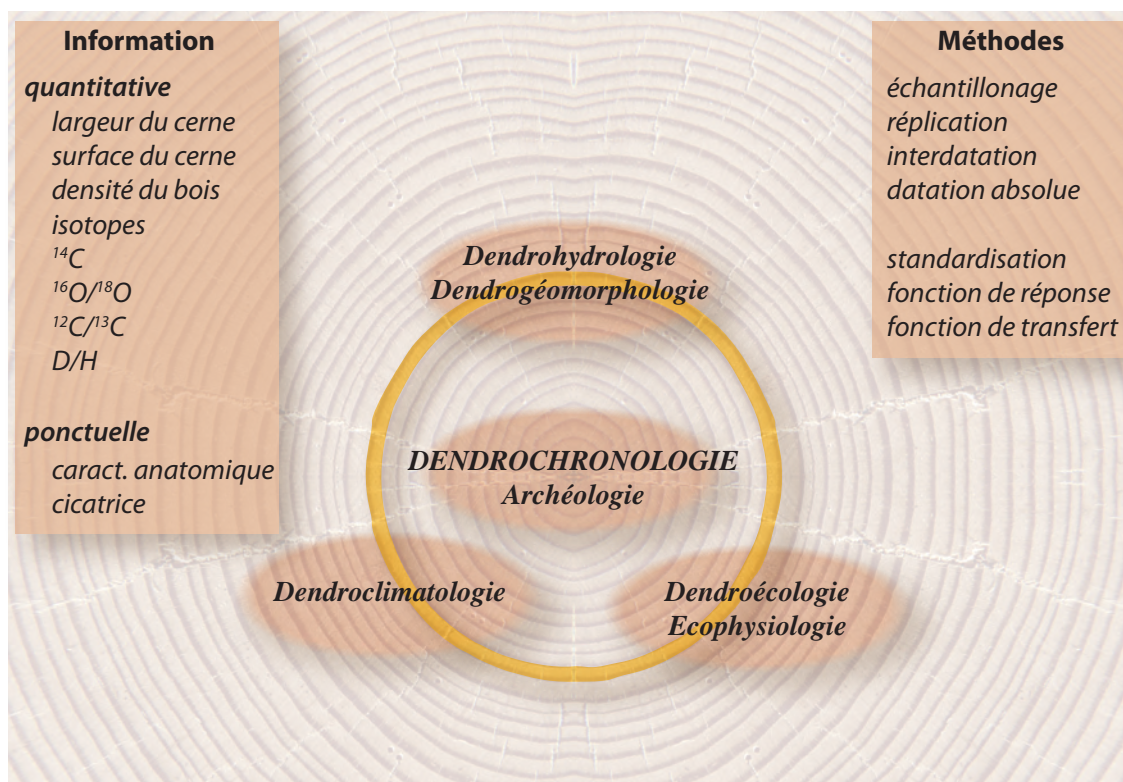 Information
quantitative
largeur du cerne
surface du cerne
densité du bois
isotopes
¹⁴C
¹⁶O/¹⁸O
¹²C/¹³C
D/H
ponctuelle
caract. anatomique
cicatrice
Méthodes
échantillonage
réplication
interdatation
datation absolue
standardisation
fonction de réponse
fonction de transfert
Dendrohydrologie
Dendrogéomorphologie
DENDROCHRONOLOGIE
Archéologie
Dendroclimatologie
Dendroécologie
Ecophysiologie